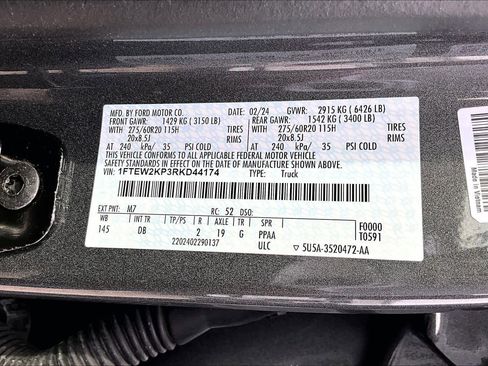 MFD. BY FORD MOTOR CO. DATE: 02/24 GVWR: 2915 KG ( 6426 LB)
FRONT GAWR: 1429 KG ( 3150 LB) REAR GAWR: 1542 KG ( 3400 LB)
WITH 275/60R20 115H TIRES WITH 275/60R20 115H TIRES
20x8.5J RIMS 20x8.5J RIMS
AT 240 kPa/ 35 PSI COLD AT 240 kPa/ 35 PSI COLD
THIS VEHICLE CONFORMS TO ALL APPLICABLE FEDERAL MOTOR VEHICLE
SAFETY STANDARDS IN EFFECT ON THE DATE OF MANUFACTURE SHOWN ABOVE.
VIN: 1FTEW2KP3RKD44174 TYPE: Truck
EXT PNT: M7 RC: 52 DSO:
WB INT TR TP/PS R AXLE TR SPR F0000
145 DB 2 19 G PPAA T0591
2202402290137 ULC 5U5A-3520472-AA
Made in Vietnam